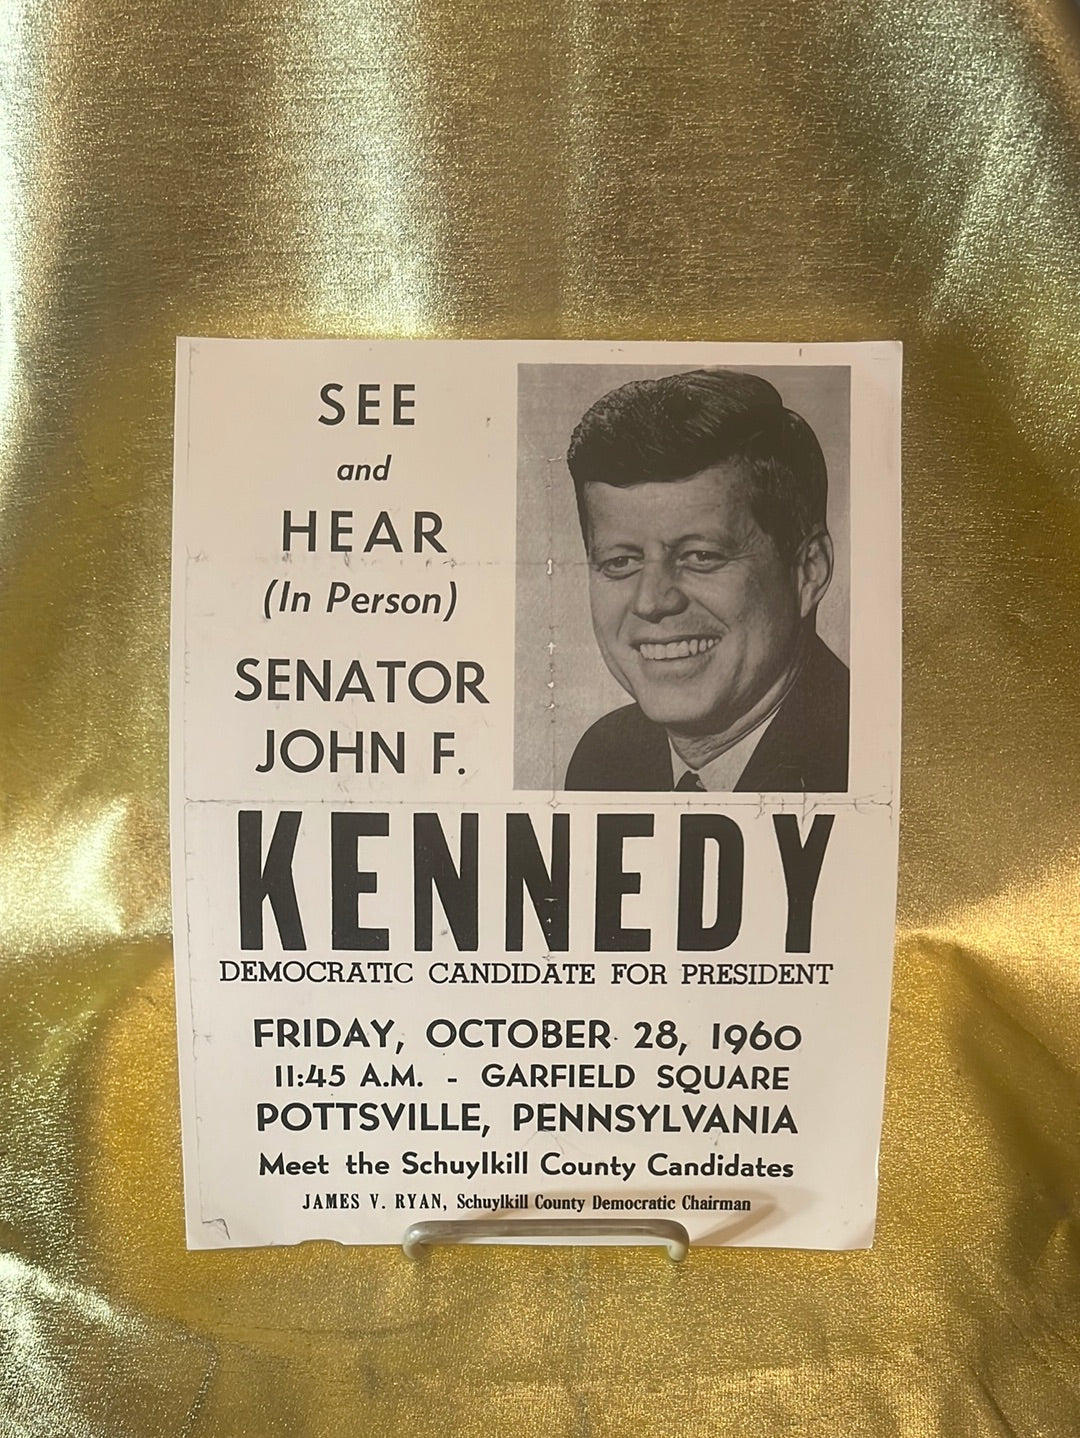 SEE
and
HEAR
(In Person)
SENATOR
JOHN F.
KENNEDY
DEMOCRATIC CANDIDATE FOR PRESIDENT
FRIDAY, OCTOBER 28, 1960
11:45 A.M. - GARFIELD SQUARE
POTTSVILLE, PENNSYLVANIA
Meet the Schuylkill County Candidates
JAMES V. RYAN, Schuylkill County Democratic Chairman